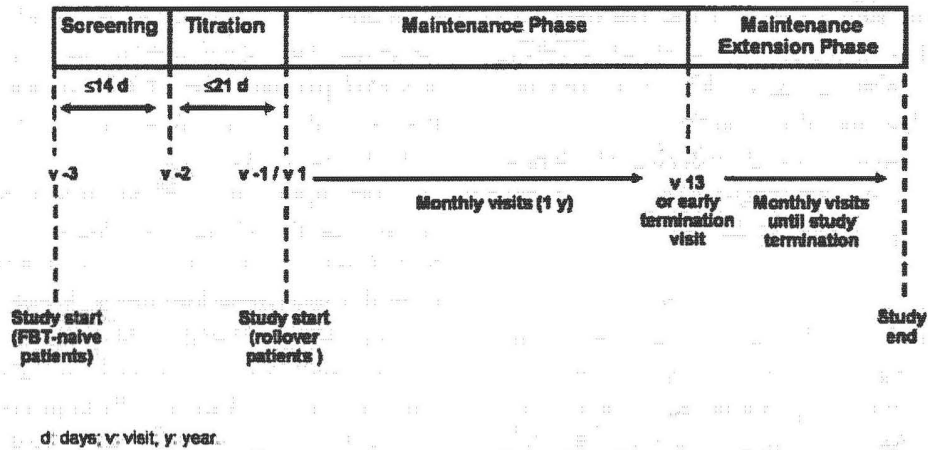 Screening
Titration
Maintenance Phase
Maintenance
Extension Phase
≤14 d
≤21 d
v -3
v -2
v -1 / v 1
Monthly visits (1 y)
v 13
or early
termination
visit
Monthly visits
until study
termination
Study start
(FBT-naive
patients)
Study start
(rollover
patients )
Study
end
d: days; v: visit, y: year.